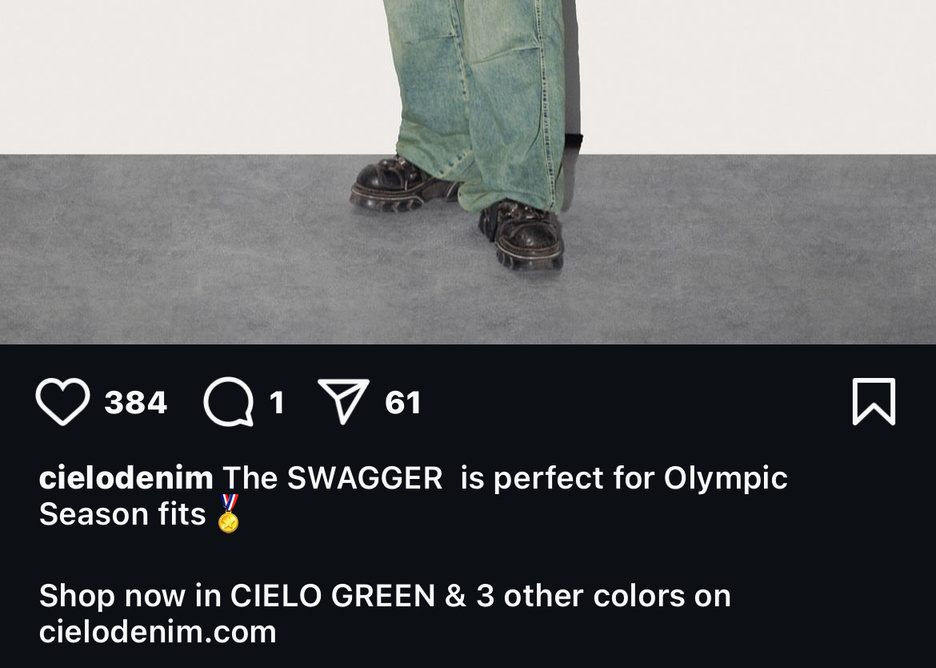 384 1 61
cielodenim The SWAGGER  is perfect for Olympic
Season fits 🏅
Shop now in CIELO GREEN & 3 other colors on
cielodenim.com